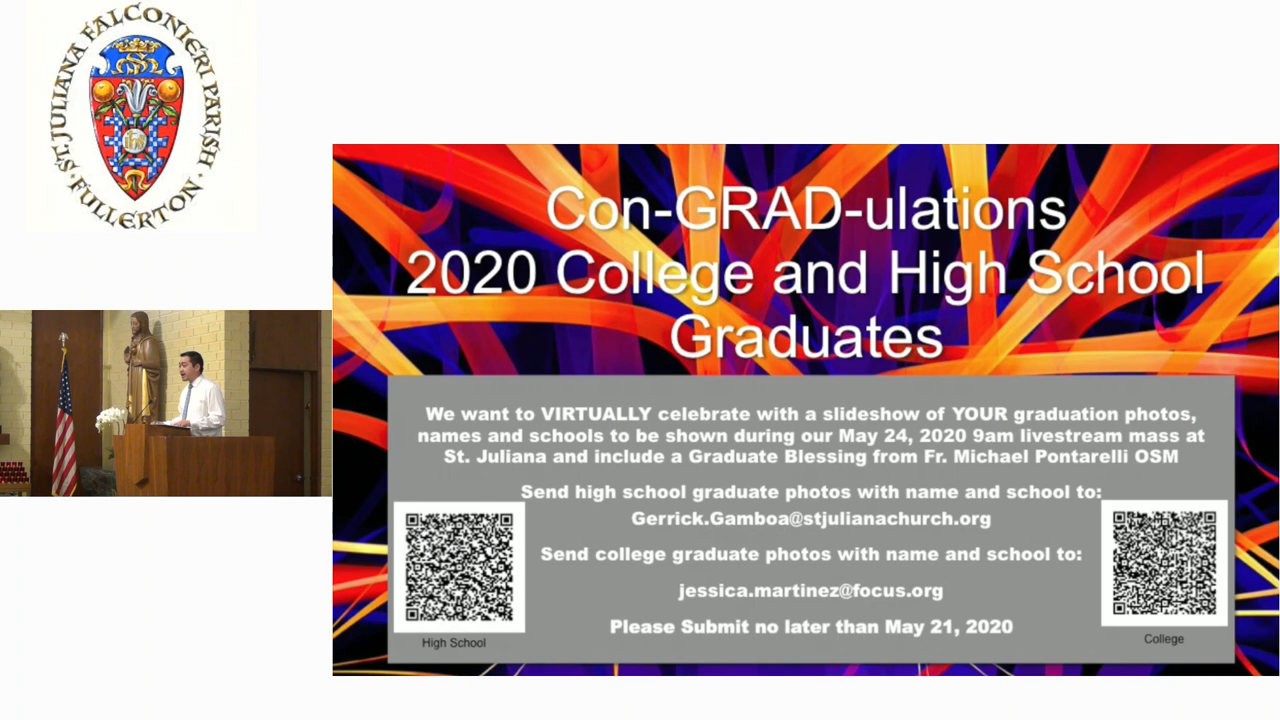 ST. JULIANA FALCONIERI PARISH
· FULLERTON ·
ihs
Con-GRAD-ulations
2020 College and High School
Graduates
We want to VIRTUALLY celebrate with a slideshow of YOUR graduation photos,
names and schools to be shown during our May 24, 2020 9am livestream mass at
St. Juliana and include a Graduate Blessing from Fr. Michael Pontarelli OSM
Send high school graduate photos with name and school to:
Gerrick.Gamboa@stjulianachurch.org
Send college graduate photos with name and school to:
jessica.martinez@focus.org
Please Submit no later than May 21, 2020
High School
College